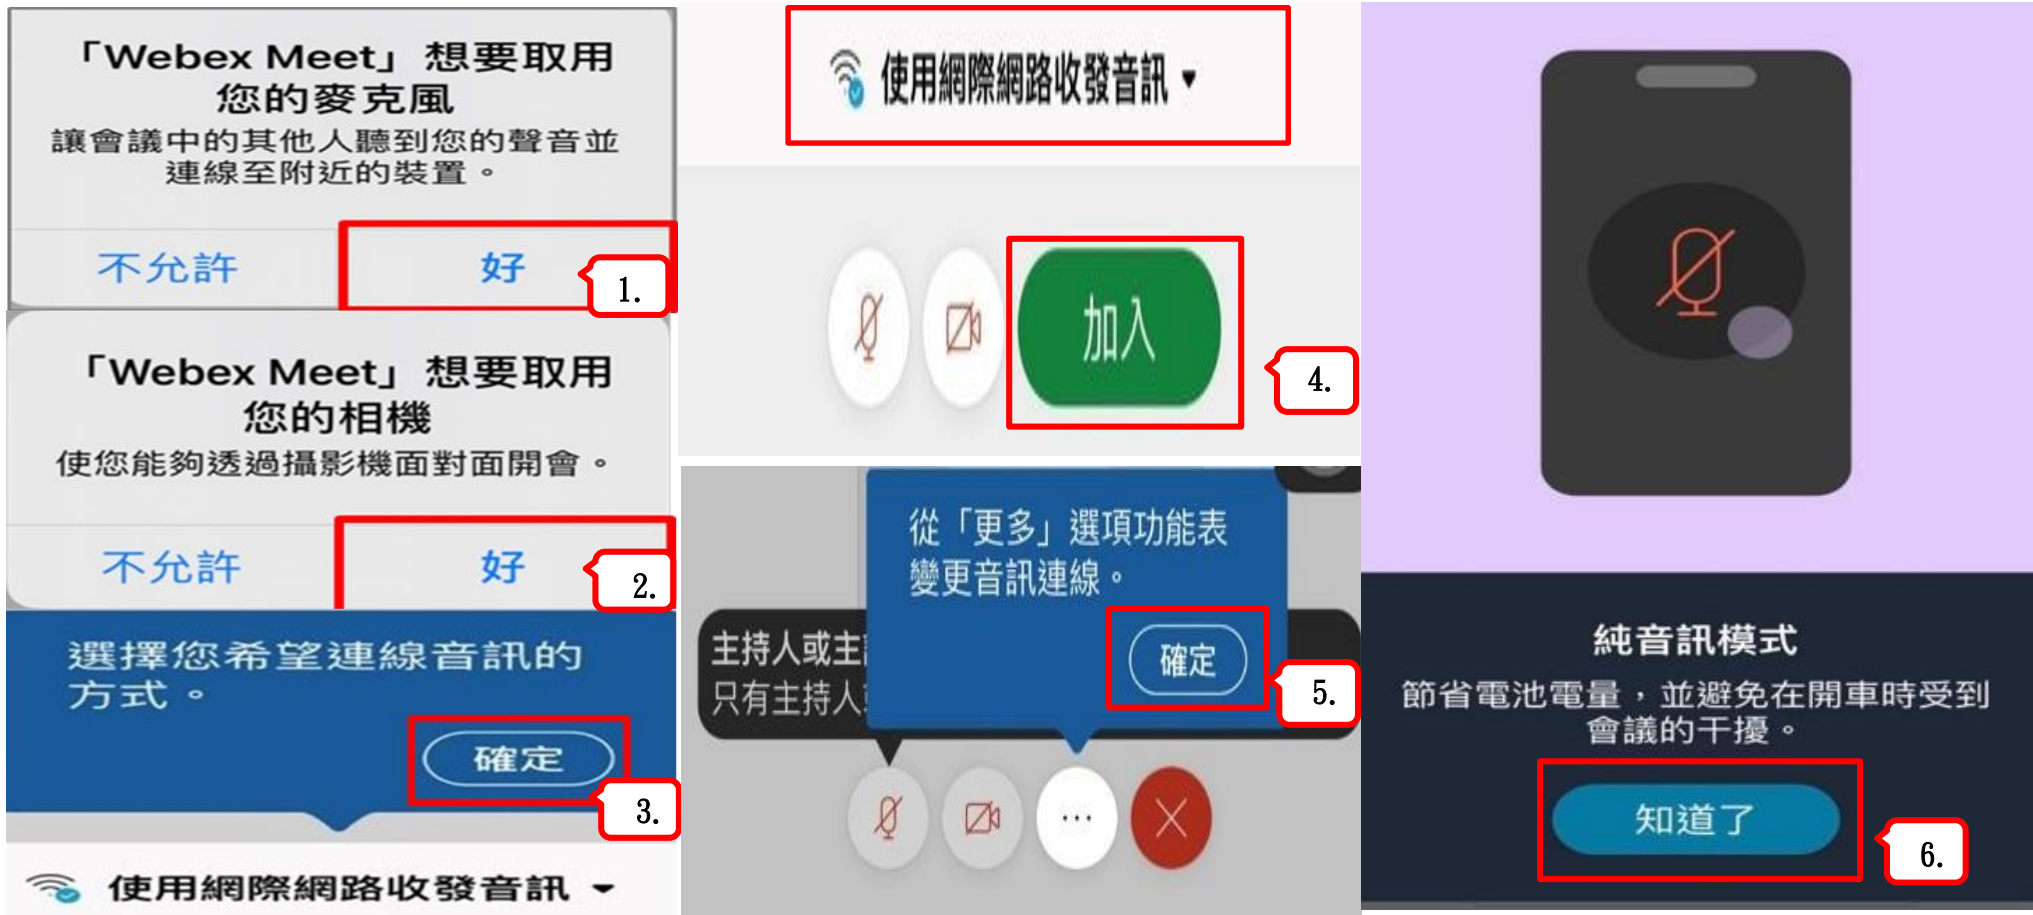 「Webex Meet」想要取用
您的麥克風
讓會議中的其他人聽到您的聲音並
連線至附近的裝置。
不允許
好
1.
「Webex Meet」想要取用
您的相機
使您能夠透過攝影機面對面開會。
不允許
好
2.
選擇您希望連線音訊的
方式。
確定
3.
使用網際網路收發音訊
使用網際網路收發音訊
加入
4.
從「更多」選項功能表
變更音訊連線。
確定
主持人或主
只有主持人
5.
純音訊模式
節省電池電量，並避免在開車時受到
會議的干擾。
知道了
6.